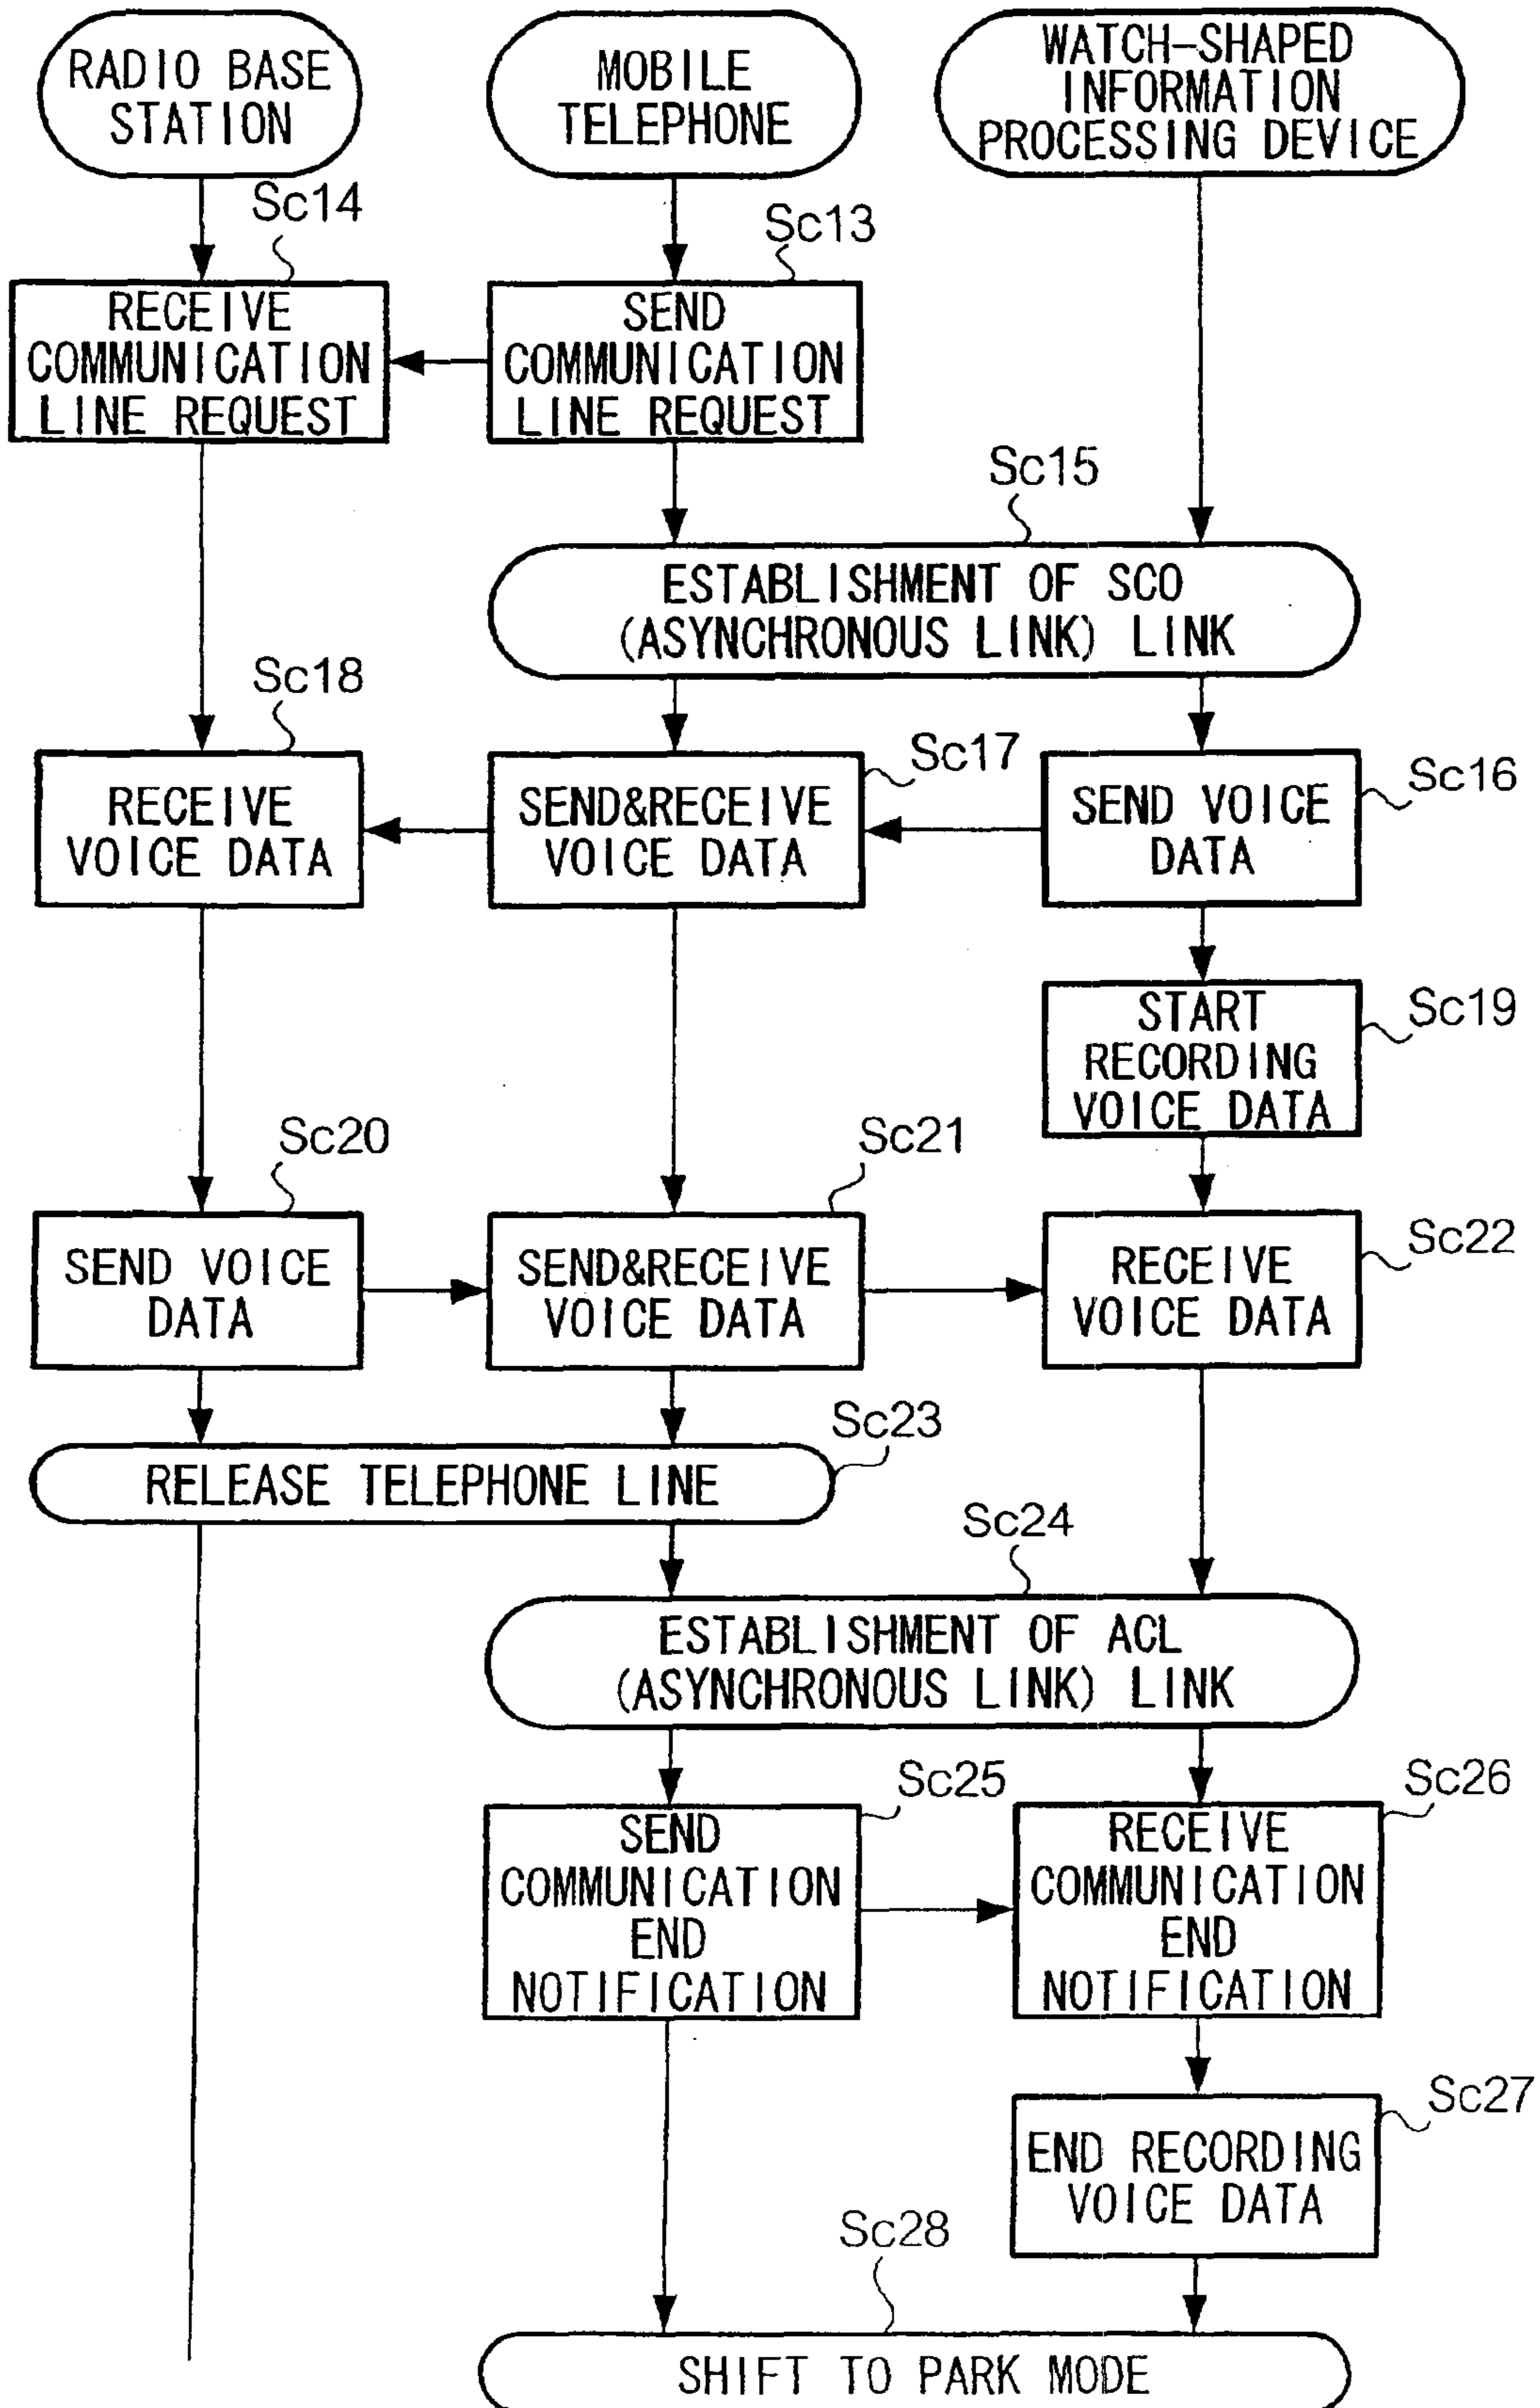 RADIO BASE
STATION
MOBILE
TELEPHONE
WATCH-SHAPED
INFORMATION
PROCESSING DEVICE
Sc14
Sc13
RECEIVE
COMMUNICATION
LINE REQUEST
SEND
COMMUNICATION
LINE REQUEST
Sc15
ESTABLISHMENT OF SCO
(ASYNCHRONOUS LINK) LINK
Sc18
Sc17
Sc16
RECEIVE
VOICE DATA
SEND&RECEIVE
VOICE DATA
SEND VOICE
DATA
Sc19
START
RECORDING
VOICE DATA
Sc20
Sc21
Sc22
SEND VOICE
DATA
SEND&RECEIVE
VOICE DATA
RECEIVE
VOICE DATA
Sc23
RELEASE TELEPHONE LINE
Sc24
ESTABLISHMENT OF ACL
(ASYNCHRONOUS LINK) LINK
Sc25
Sc26
SEND
COMMUNICATION
END
NOTIFICATION
RECEIVE
COMMUNICATION
END
NOTIFICATION
Sc27
END RECORDING
VOICE DATA
Sc28
SHIFT TO PARK MODE